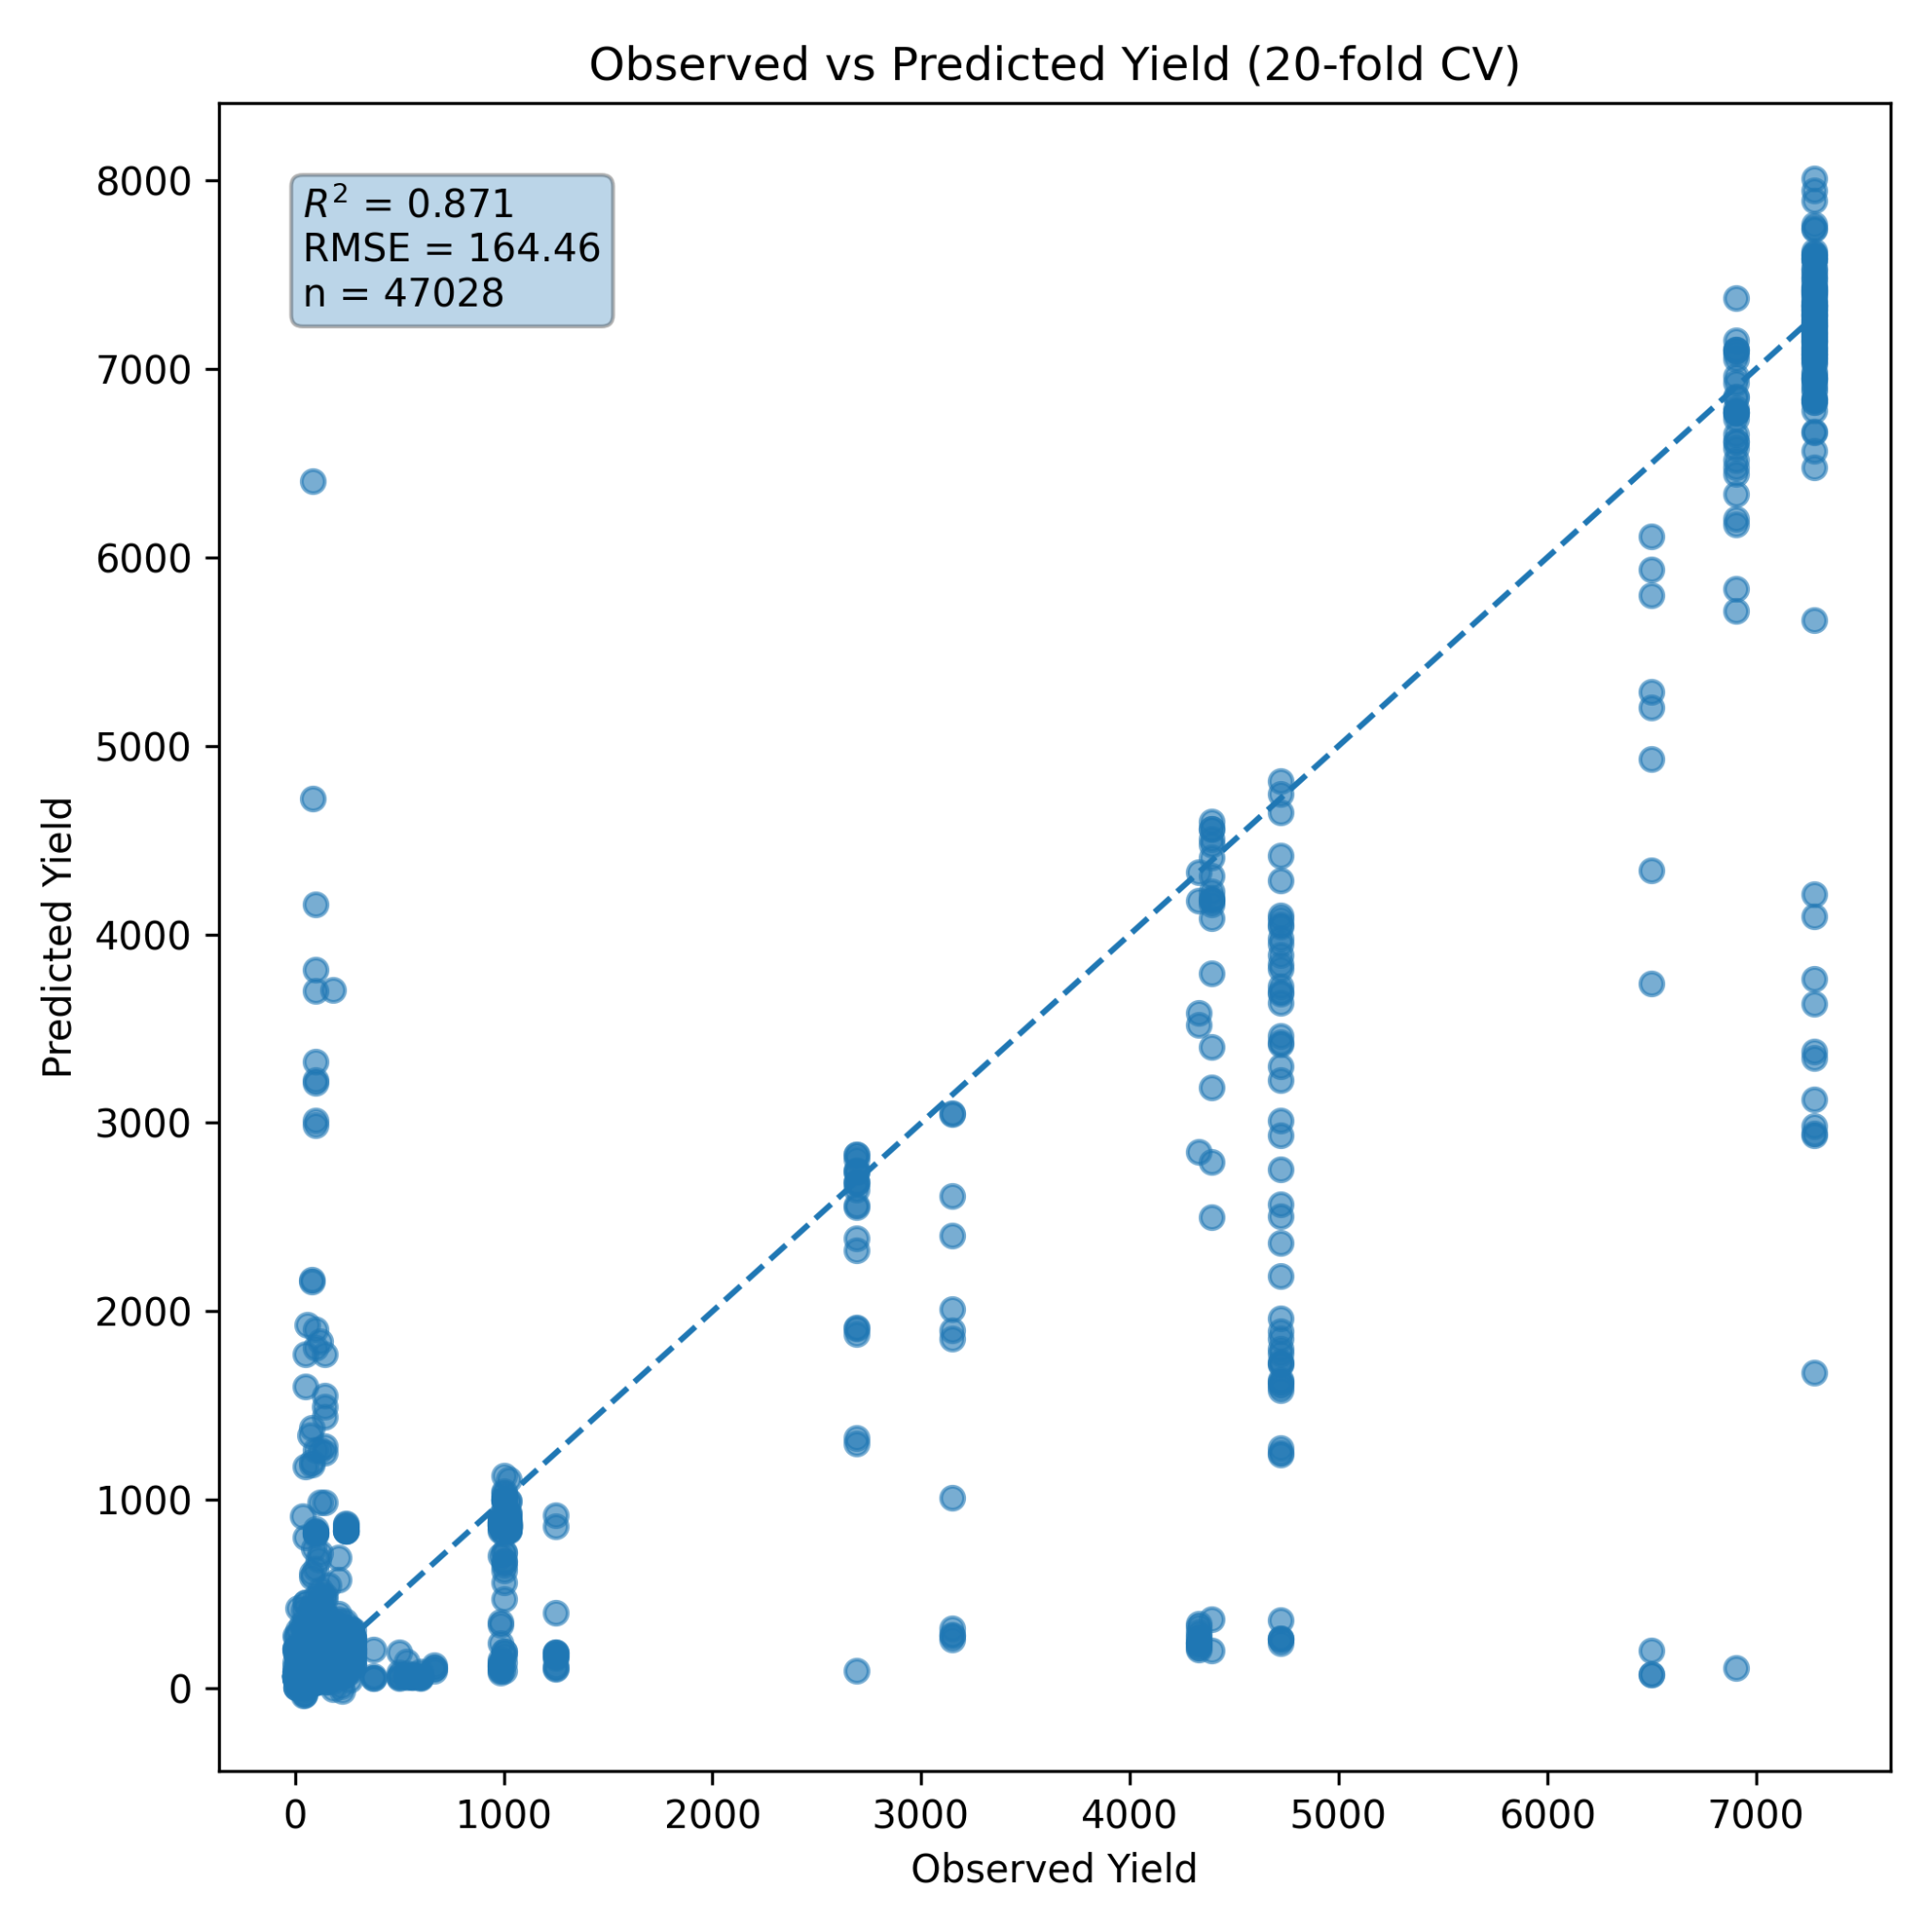 Observed vs Predicted Yield (20-fold CV)
R² = 0.871
RMSE = 164.46
n = 47028
8000
7000
6000
5000
4000
3000
2000
1000
0
Predicted Yield
0 1000 2000 3000 4000 5000 6000 7000
Observed Yield